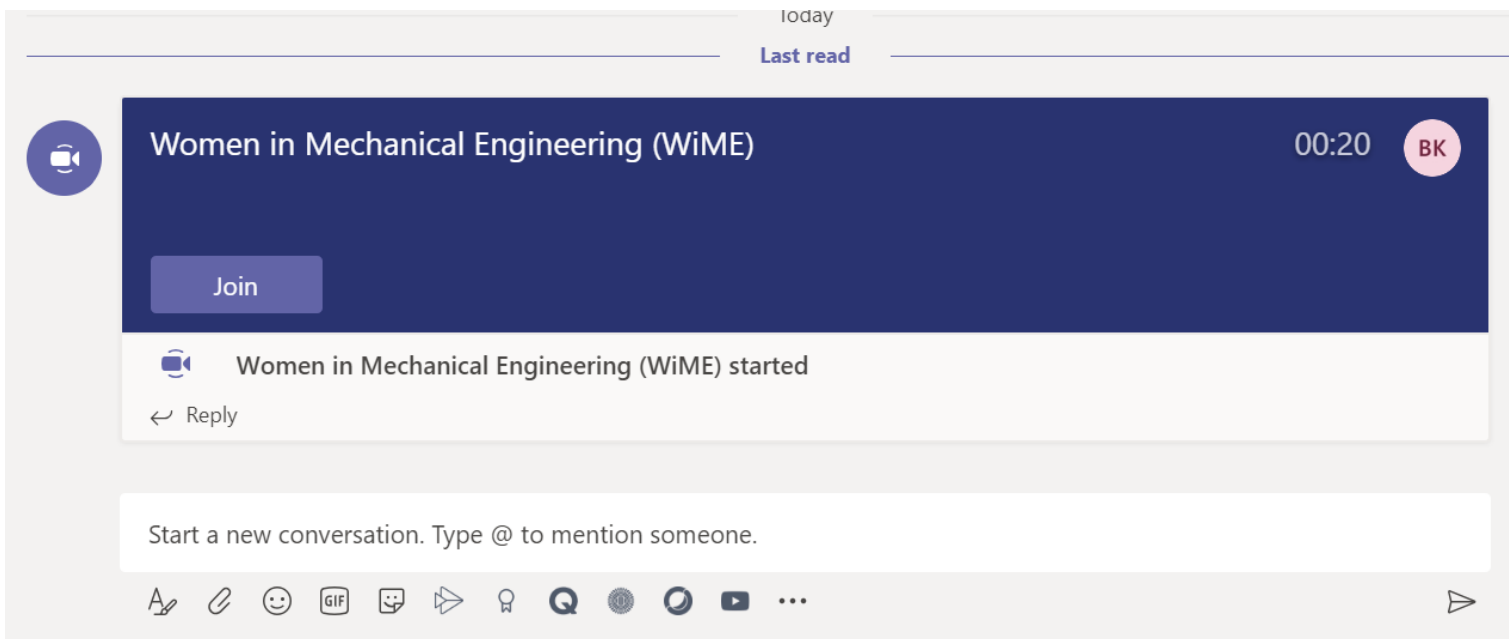 Today
Last read
Women in Mechanical Engineering (WiME)
00:20
BK
Join
Women in Mechanical Engineering (WiME) started
Reply
Start a new conversation. Type @ to mention someone.
GIF